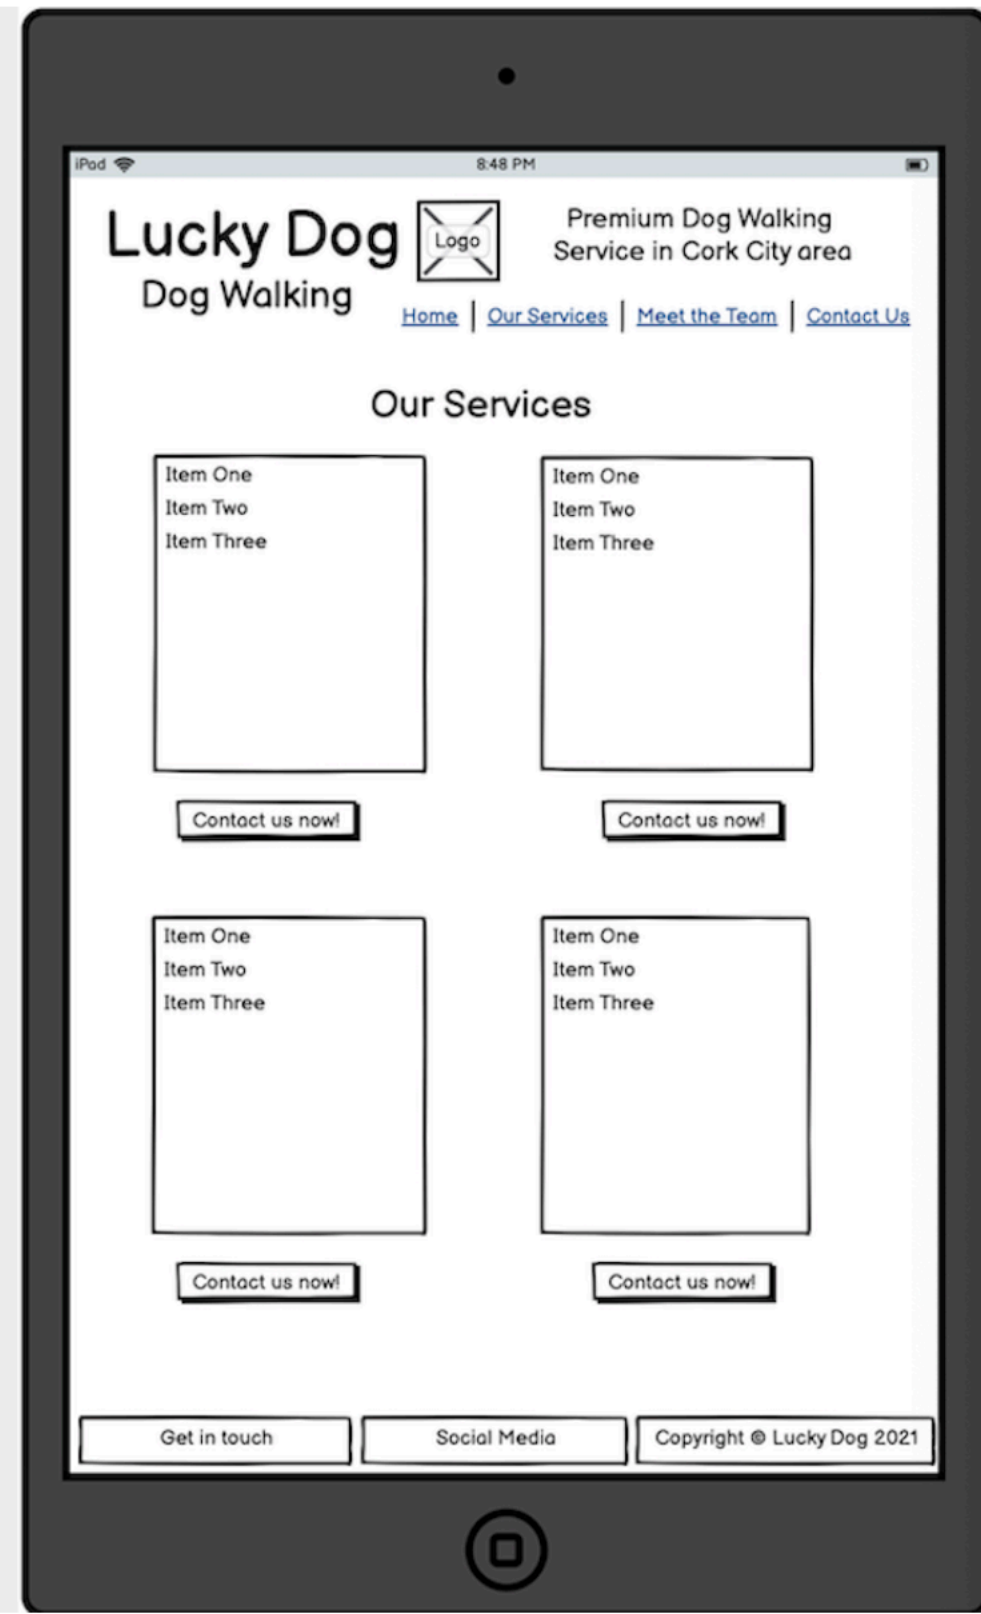 iPod 8:48 PM
Lucky Dog
Dog Walking
Logo
Premium Dog Walking
Service in Cork City area
Home | Our Services | Meet the Team | Contact Us
Our Services
Item One
Item Two
Item Three
Contact us now!
Item One
Item Two
Item Three
Contact us now!
Item One
Item Two
Item Three
Contact us now!
Item One
Item Two
Item Three
Contact us now!
Get in touch
Social Media
Copyright © Lucky Dog 2021